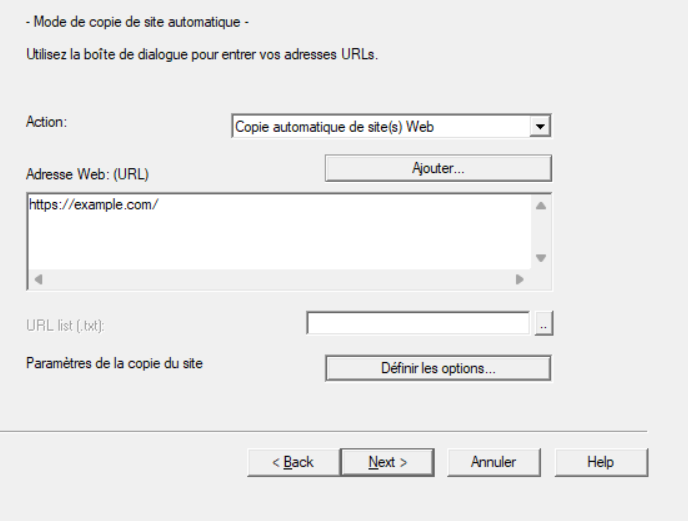 - Mode de copie de site automatique -
Utilisez la boîte de dialogue pour entrer vos adresses URLs.
Action:
Copie automatique de site(s) Web
Adresse Web: (URL)
Ajouter...
https://example.com/
URL list (.txt):
..
Paramètres de la copie du site
Définir les options...
< Back
Next >
Annuler
Help